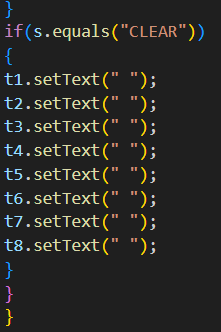 }
if(s.equals("CLEAR"))
{
t1.setText(" ");
t2.setText(" ");
t3.setText(" ");
t4.setText(" ");
t5.setText(" ");
t6.setText(" ");
t7.setText(" ");
t8.setText(" ");
}
}
}